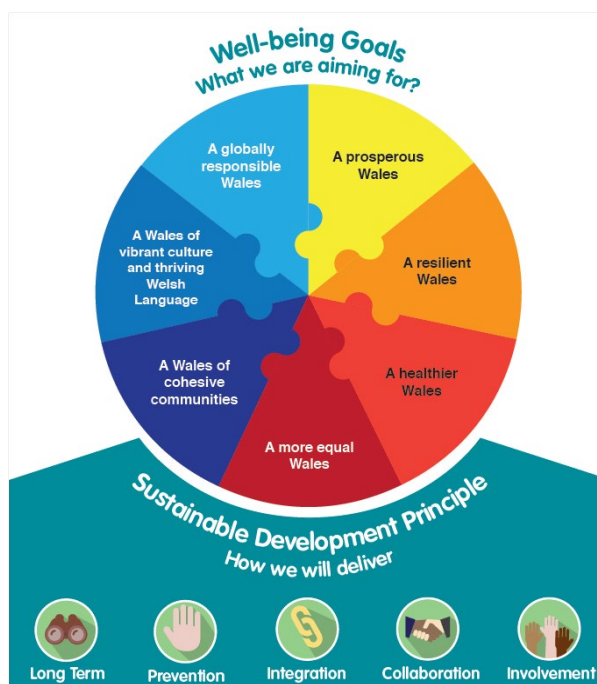 Well-being Goals
What we are aiming for?
A globally
responsible
Wales
A prosperous
Wales
A Wales of
vibrant culture
and thriving
Welsh
Language
A resilient
Wales
A Wales of
cohesive
communities
A healthier
Wales
A more equal
Wales
Sustainable Development Principle
How we will deliver
Long Term
Prevention
Integration
Collaboration
Involvement